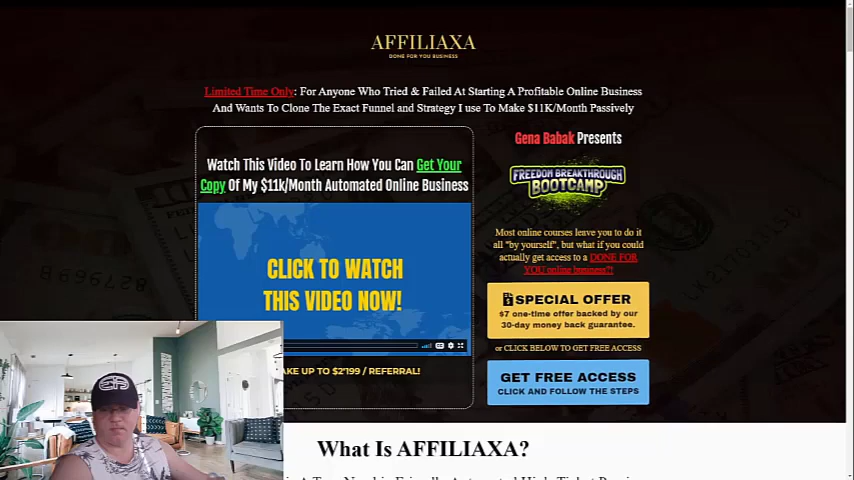 AFFILIAXA
DONE FOR YOU BUSINESS
Limited Time Only: For Anyone Who Tried & Failed At Starting A Profitable Online Business
And Wants To Clone The Exact Funnel and Strategy I use To Make $11K/Month Passively
Watch This Video To Learn How You Can Get Your
Copy Of My $11k/Month Automated Online Business
CLICK TO WATCH
THIS VIDEO NOW!
AKE UP TO $2'199 / REFERRAL!
Gena Babak Presents
FREEDOM BREAKTHROUGH
BOOTCAMP
Most online courses leave you to do it
all "by yourself", but what if you could
actually get access to a DONE FOR
YOU online business?!
SPECIAL OFFER
$7 one-time offer backed by our
30-day money back guarantee.
or CLICK BELOW TO GET FREE ACCESS
GET FREE ACCESS
CLICK AND FOLLOW THE STEPS
What Is AFFILIAXA?